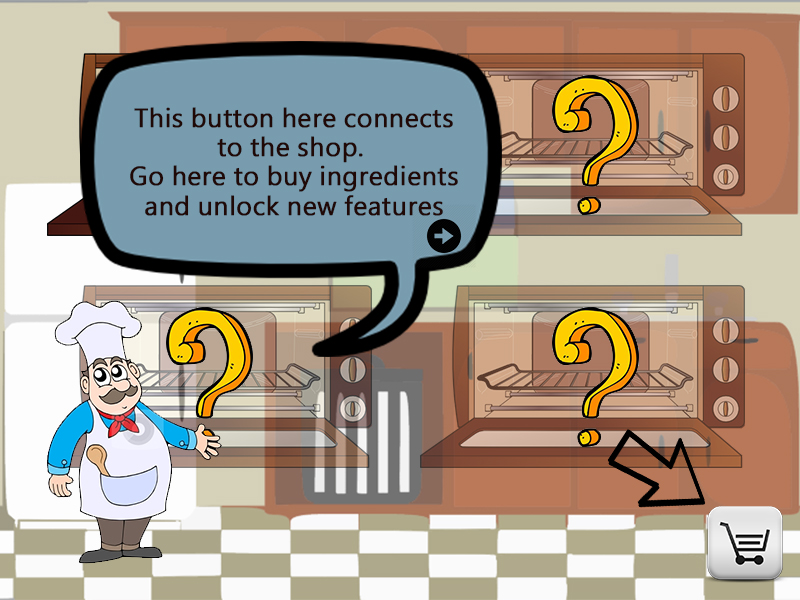 This button here connects
to the shop.
Go here to buy ingredients
and unlock new features